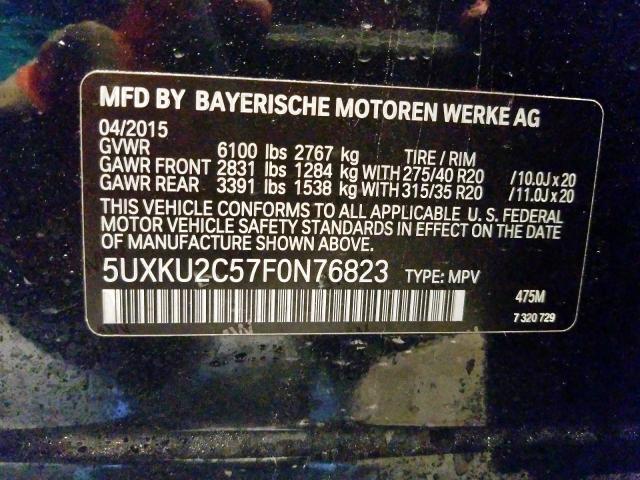 MFD BY BAYERISCHE MOTOREN WERKE AG
04/2015
GVWR 6100 lbs 2767 kg TIRE / RIM
GAWR FRONT 2831 lbs 1284 kg WITH 275/40 R20 /10.0J x 20
GAWR REAR 3391 lbs 1538 kg WITH 315/35 R20 /11.0J x 20
THIS VEHICLE CONFORMS TO ALL APPLICABLE U. S. FEDERAL
MOTOR VEHICLE SAFETY STANDARDS IN EFFECT ON THE DATE
OF MANUFACTURE SHOWN ABOVE.
5UXKU2C57F0N76823 TYPE: MPV
475M
7 320 729